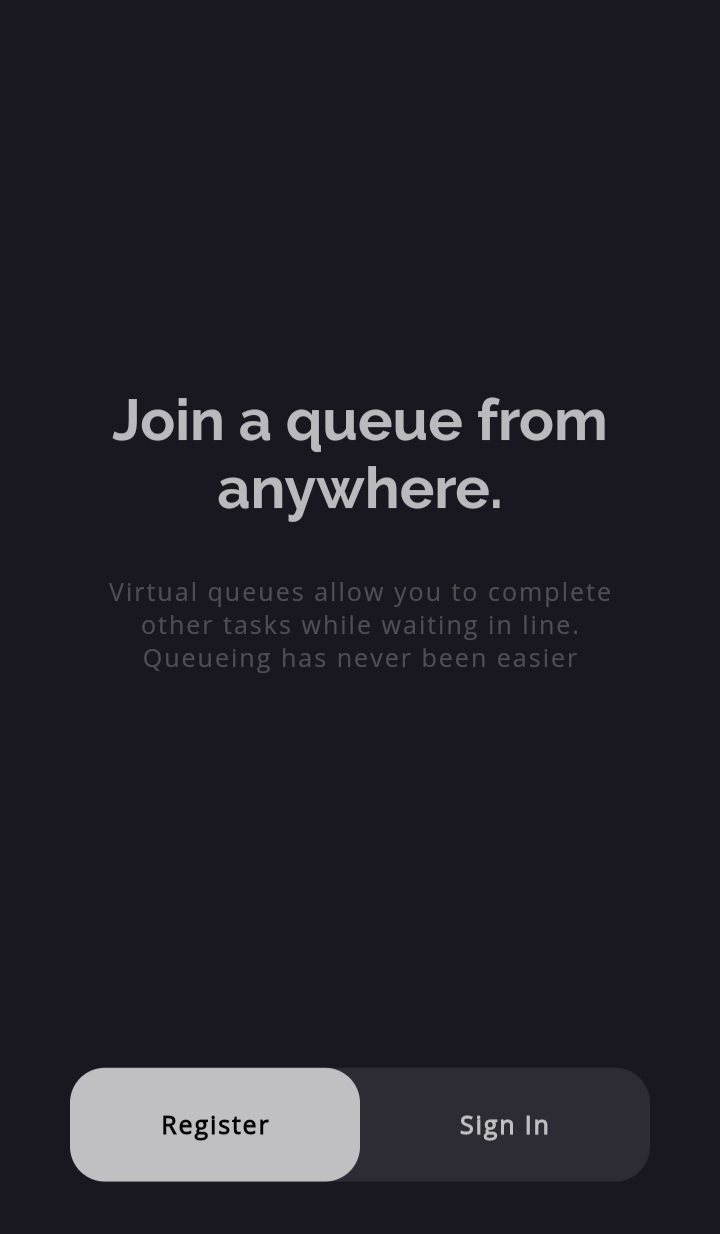 Join a queue from
anywhere.
Virtual queues allow you to complete
other tasks while waiting in line.
Queueing has never been easier
Register
Sign In